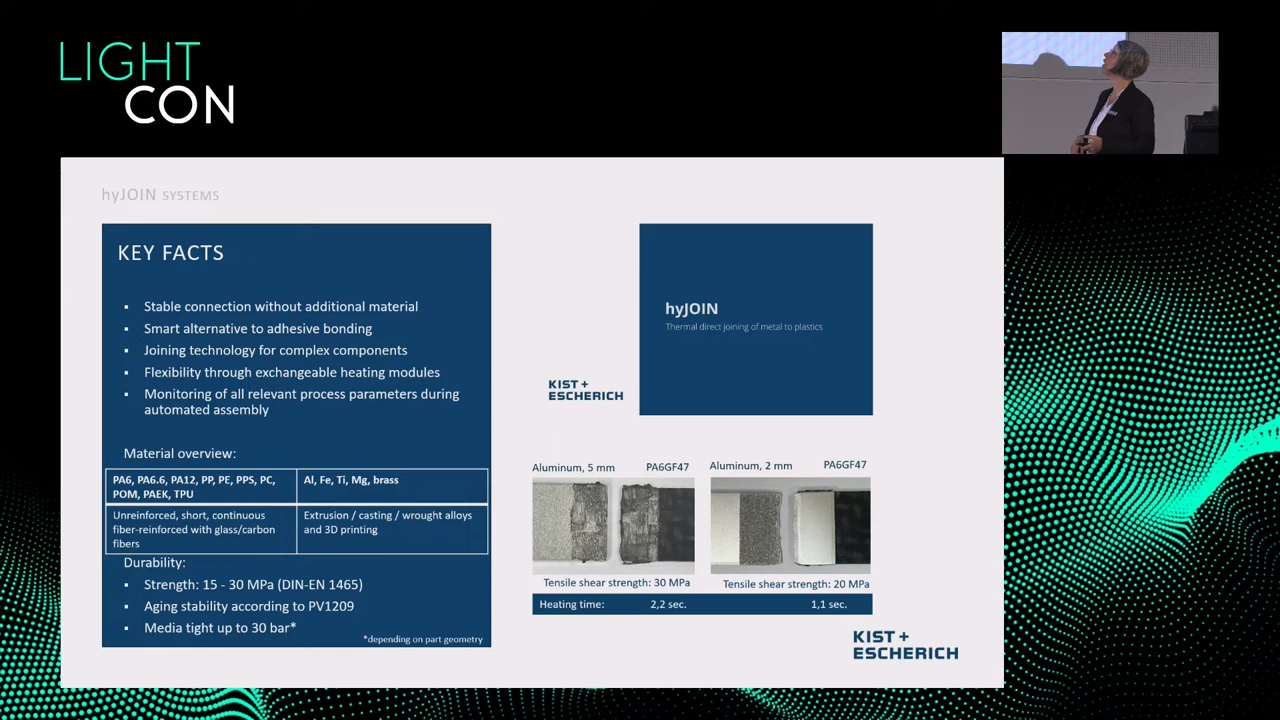 LIGHT
CON
hyJOIN SYSTEMS
KEY FACTS
▪ Stable connection without additional material
▪ Smart alternative to adhesive bonding
▪ Joining technology for complex components
▪ Flexibility through exchangeable heating modules
▪ Monitoring of all relevant process parameters during
automated assembly
Material overview:
PA6, PA6.6, PA12, PP, PE, PPS, PC,
POM, PAEK, TPU
Al, Fe, Ti, Mg, brass
Unreinforced, short, continuous
fiber-reinforced with glass/carbon
fibers
Extrusion / casting / wrought alloys
and 3D printing
Durability:
▪ Strength: 15 - 30 MPa (DIN-EN 1465)
▪ Aging stability according to PV1209
▪ Media tight up to 30 bar*
*depending on part geometry
hyJOIN
Thermal direct joining of metal to plastics
KIST +
ESCHERICH
Aluminum, 5 mm PA6GF47
Aluminum, 2 mm PA6GF47
Tensile shear strength: 30 MPa
Tensile shear strength: 20 MPa
Heating time: 2,2 sec. 1,1 sec.
KIST +
ESCHERICH